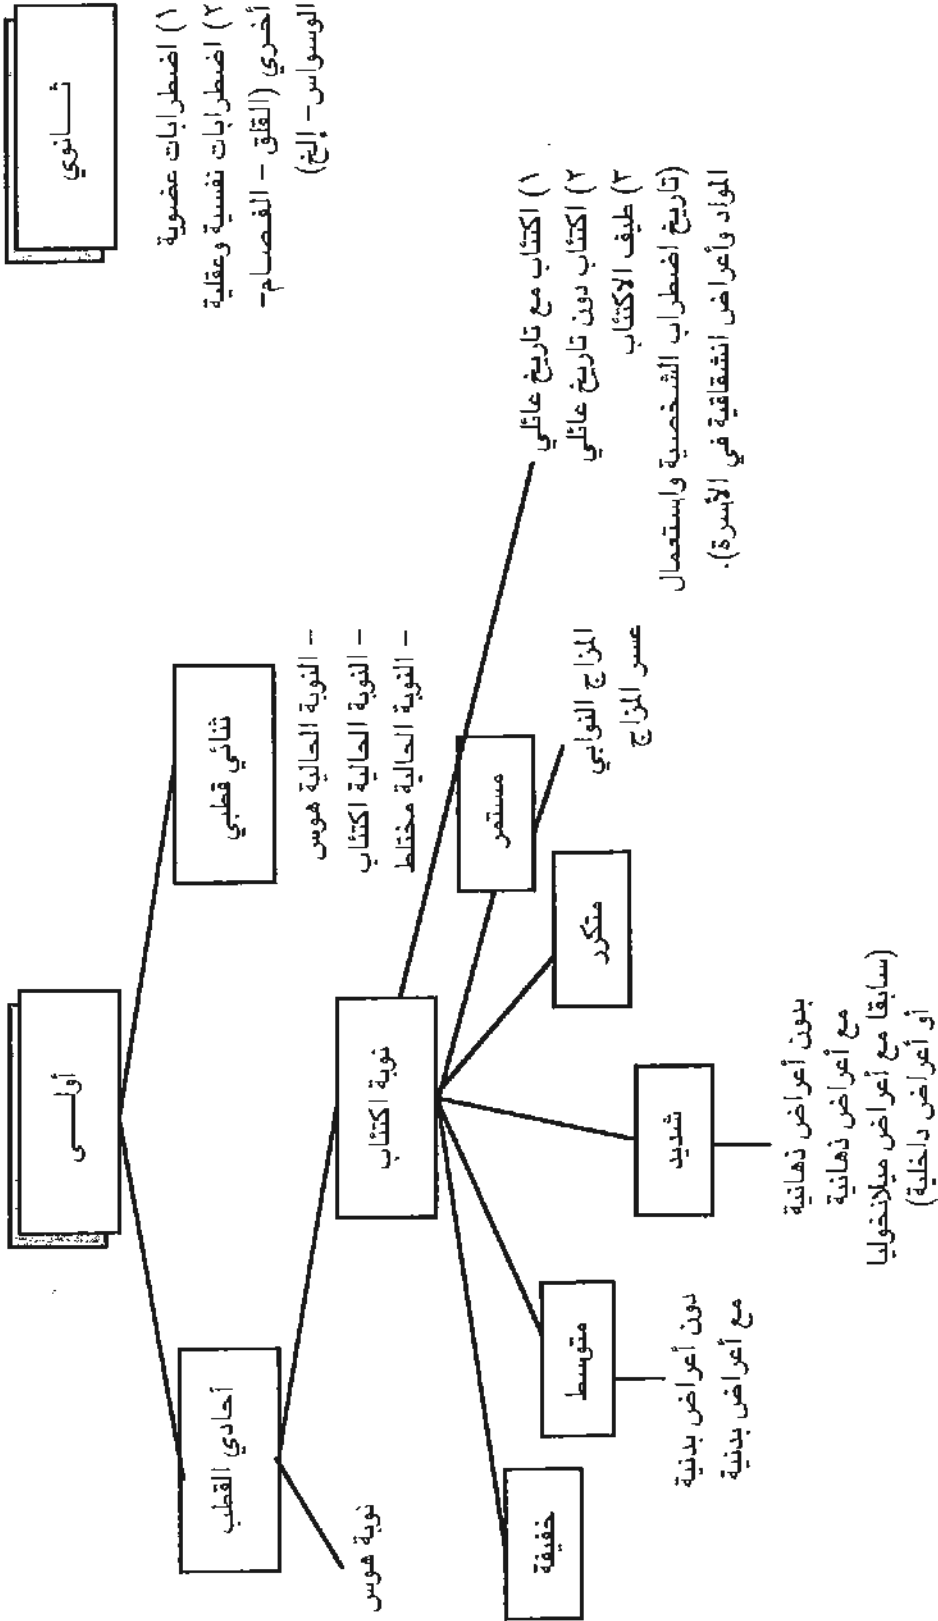 ثانوي
١) اضطرابات عضوية
٢) اضطرابات نفسية وعقلية
أخري (القلق – الفصام–
الوسواس– إلخ)
أولى
ثنائي قطبي
– النوبة الحالية هوس
– النوبة الحالية اكتئاب
– النوبة الحالية مختلط
أحادي القطب
نوبة هوس
نوبة اكتئاب
١) اكتئاب مع تاريخ عائلي
٢) اكتئاب دون تاريخ عائلي
٣) طيف الاكتئاب
(تاريخ اضطراب الشخصية واستعمال
المواد وأعراض انشقاقية في الأسرة).
مستمر
المزاج النوابي
عسر المزاج
متكرر
شديد
بدون أعراض ذهانية
مع أعراض ذهانية
(سابقا مع أعراض ميلانخوليا
أو أعراض داخلية)
متوسط
دون أعراض بدنية
مع أعراض بدنية
خفيفة